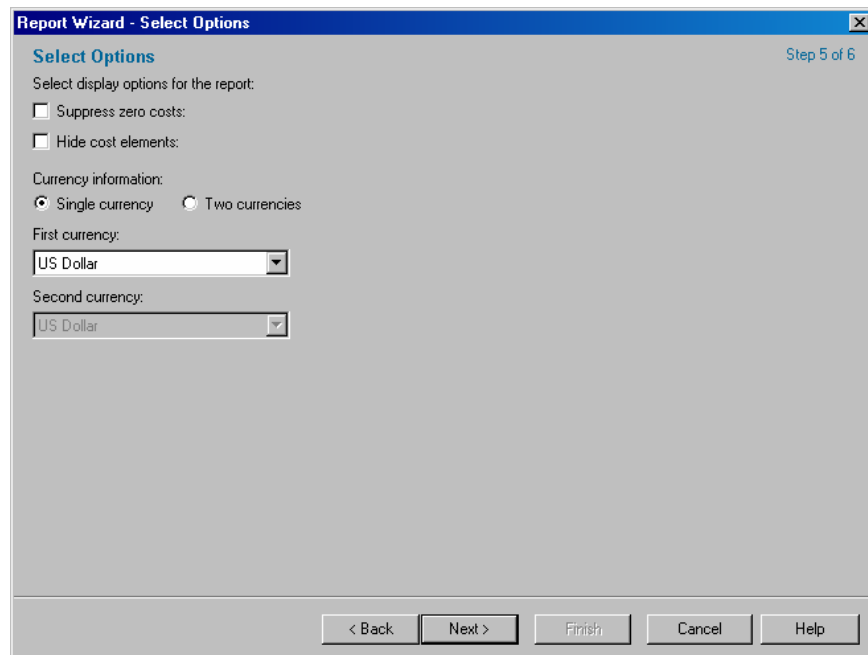 Report Wizard - Select Options
Select Options
Step 5 of 6
Select display options for the report:
Suppress zero costs:
Hide cost elements:
Currency information:
Single currency Two currencies
First currency:
US Dollar
Second currency:
US Dollar
< Back Next > Finish Cancel Help